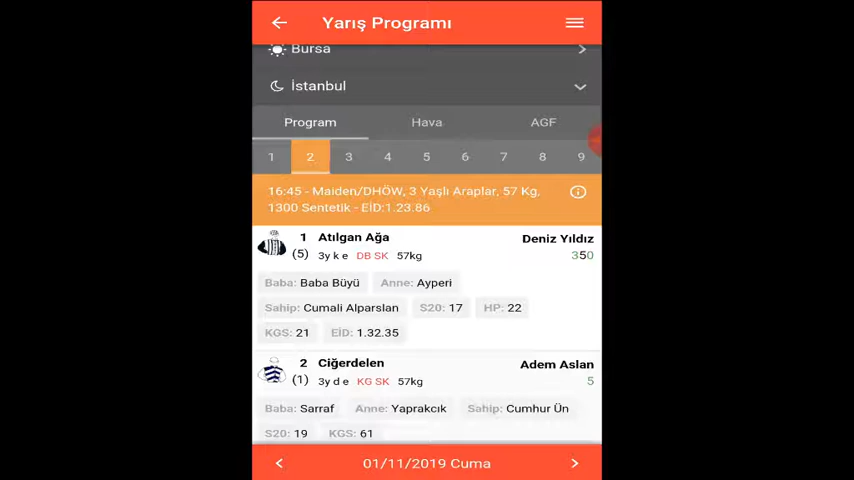 Yarış Programı
Bursa
İstanbul
Program Hava AGF
1 2 3 4 5 6 7 8 9
16:45 - Maiden/DHÖW, 3 Yaşlı Araplar, 57 Kg,
1300 Sentetik - EİD:1.23.86
1 Atılgan Ağa Deniz Yıldız
(5) 3y k e DB SK 57kg 350
Baba: Baba Büyü Anne: Ayperi
Sahip: Cumali Alparslan S20: 17 HP: 22
KGS: 21 EİD: 1.32.35
2 Ciğerdelen Adem Aslan
(1) 3y d e KG SK 57kg 5
Baba: Sarraf Anne: Yaprakcık Sahip: Cumhur Ün
S20: 19 KGS: 61
01/11/2019 Cuma